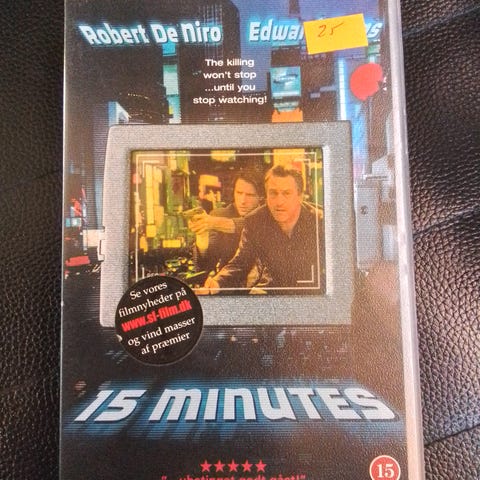 Robert De Niro
25
The killing
won't stop
...until you
stop watching!
Se vores
filmnyheder på
www.sf-film.dk
og vind masser
af præmier
15 MINUTES
15